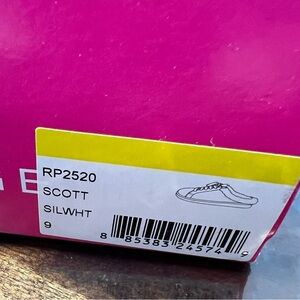 G E
RP2520
SCOTT
SILWHT
9
8 85383 24574 9